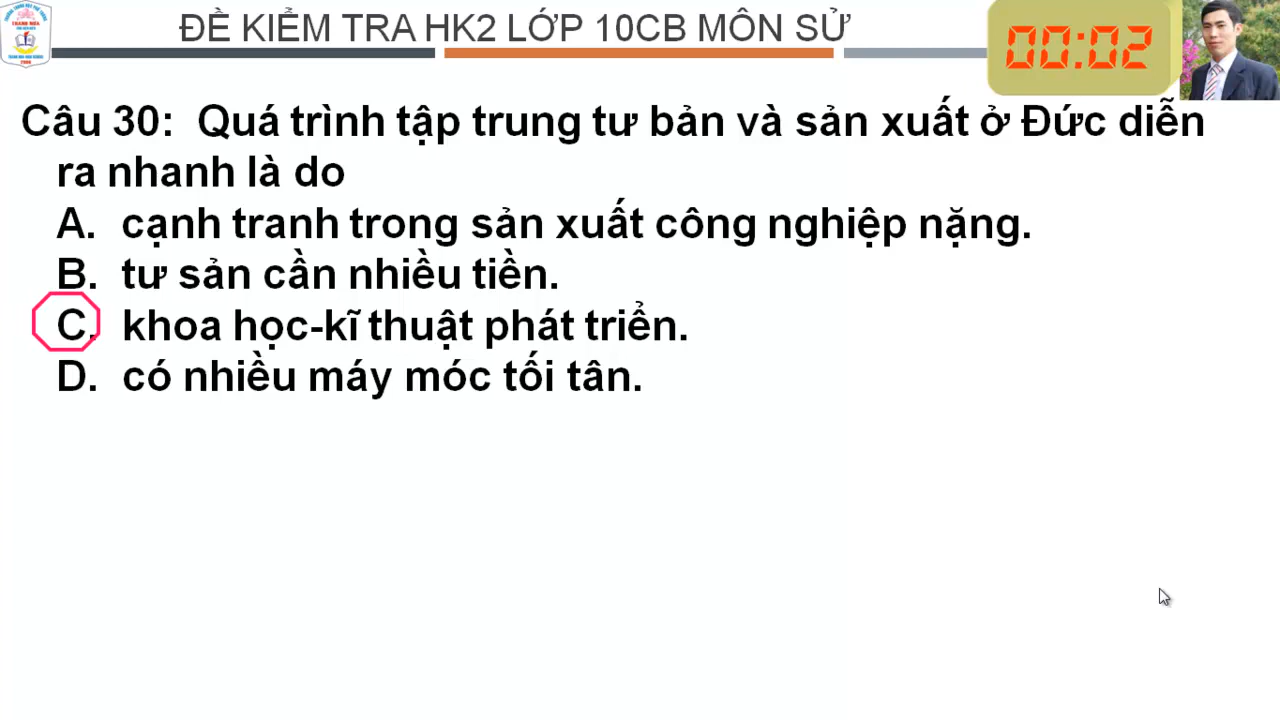 ĐỀ KIỂM TRA HK2 LỚP 10CB MÔN SỬ
00:02
Câu 30: Quá trình tập trung tư bản và sản xuất ở Đức diễn
ra nhanh là do
A. cạnh tranh trong sản xuất công nghiệp nặng.
B. tư sản cần nhiều tiền.
C. khoa học-kĩ thuật phát triển.
D. có nhiều máy móc tối tân.